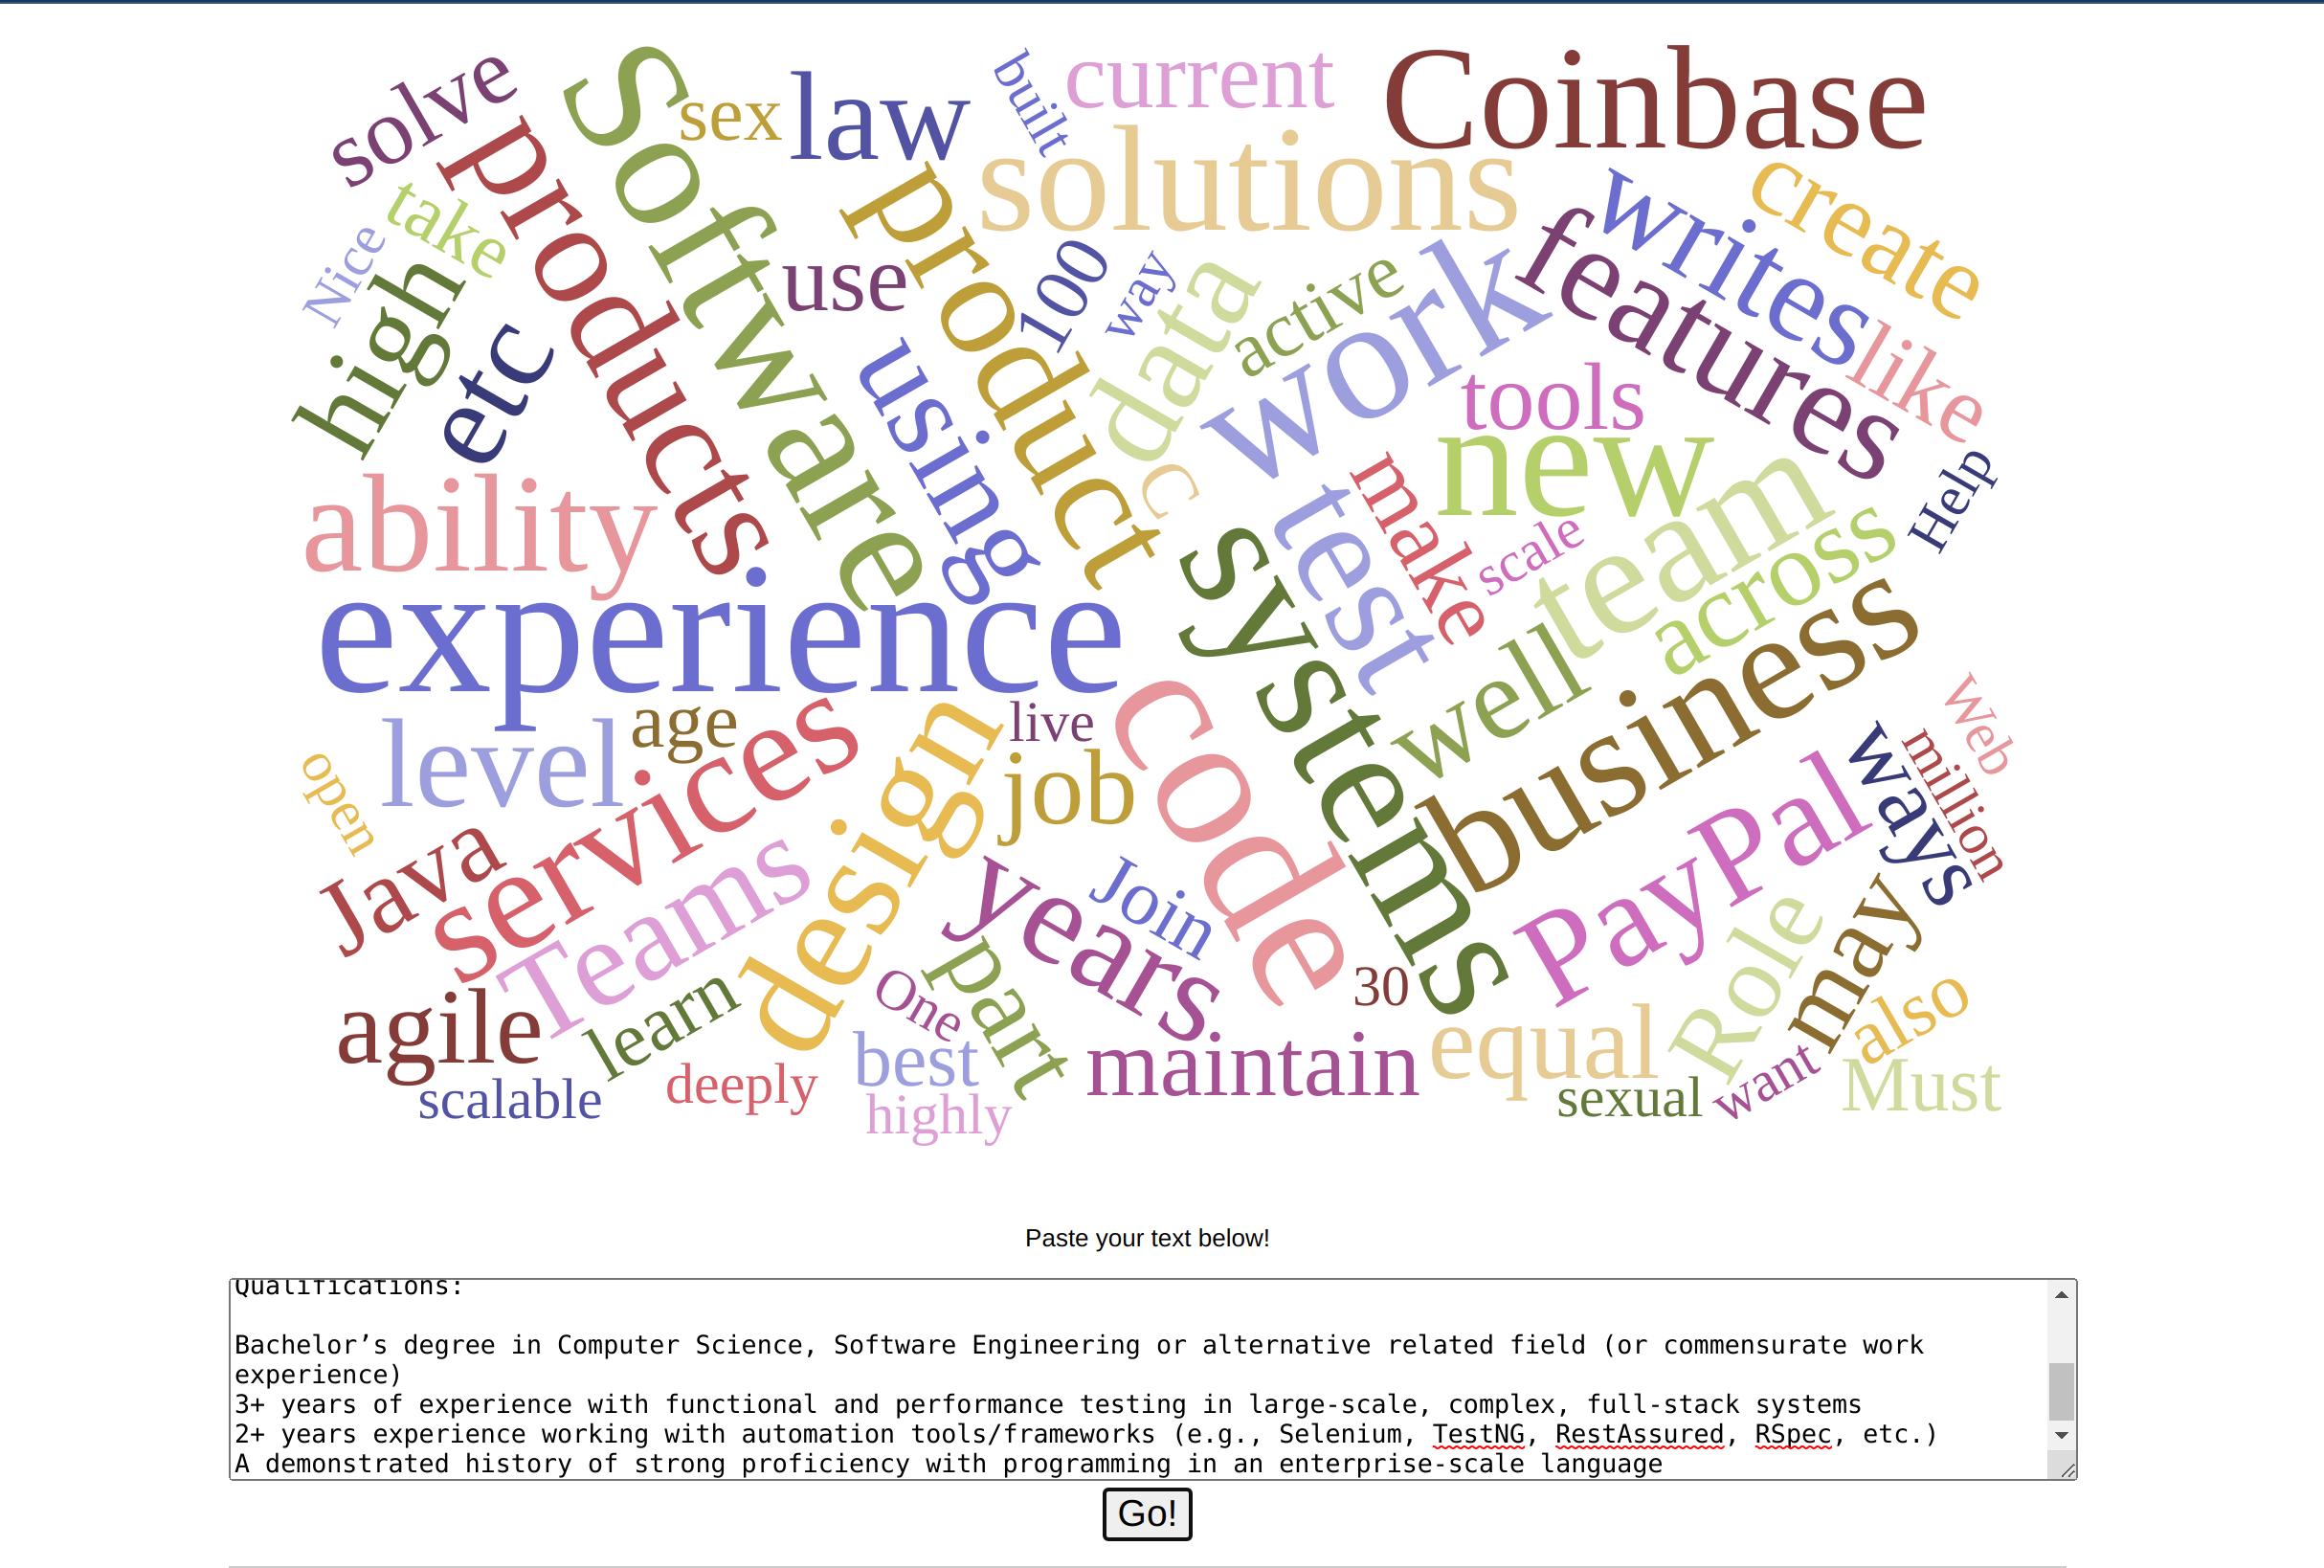 solve
Software
sex
law
built
current
Coinbase
products
solutions
create
take
product
writes
Nice
use
100
way
data
active
work
features
high
etc
using
like
tools
new
C
test
make
Help
ability
scale
team
across
experience
systems
well
business
age
live
code
Web
level
services
design
job
ways
million
open
PayPal
Java
Teams
years
Join
Role
may
One
part
30
agile
learn
also
best
maintain
equal
want
Must
scalable
deeply
highly
sexual
Paste your text below!
Qualifications:
Bachelor’s degree in Computer Science, Software Engineering or alternative related field (or commensurate work
experience)
3+ years of experience with functional and performance testing in large-scale, complex, full-stack systems
2+ years experience working with automation tools/frameworks (e.g., Selenium, TestNG, RestAssured, RSpec, etc.)
A demonstrated history of strong proficiency with programming in an enterprise-scale language
Go!